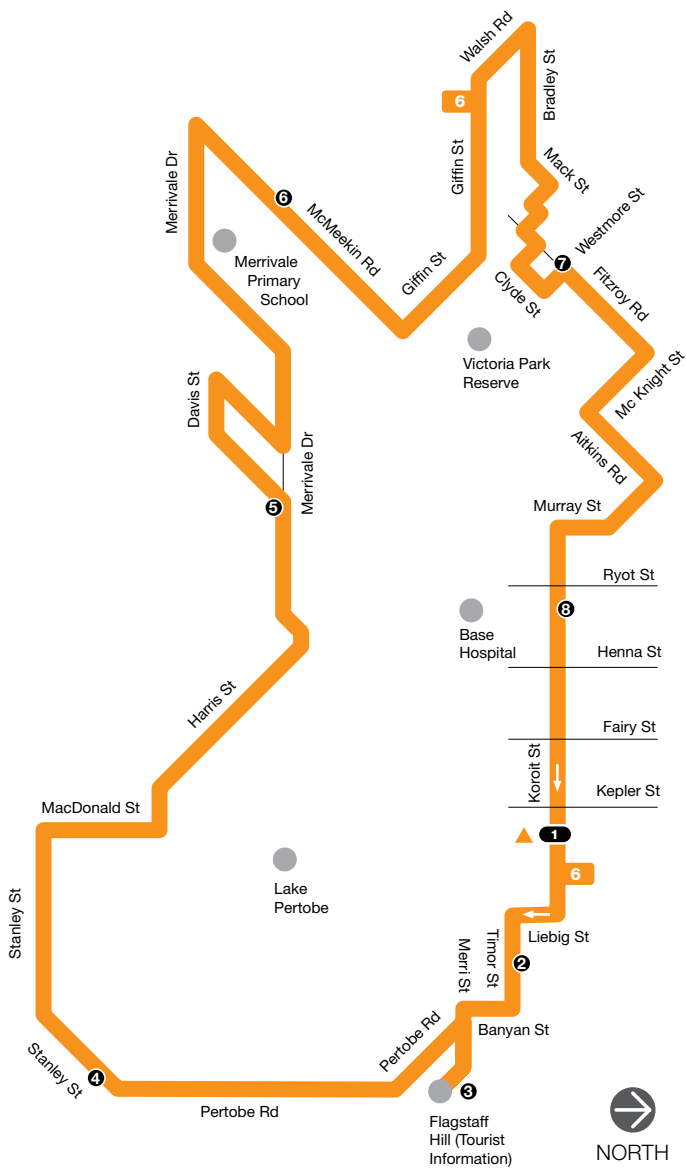 Walsh Rd
Bradley St
6
Giffin St
Mack St
Merrivale Dr
6
McMeekin Rd
Westmore St
Merrivale
Primary
School
Giffin St
7
Clyde St
Fitzroy Rd
Victoria Park
Reserve
Mc Knight St
Davis St
Aitkins Rd
Merrivale Dr
5
Murray St
Ryot St
8
Base
Hospital
Henna St
Harris St
Fairy St
Koroit St
Kepler St
MacDonald St
1
6
Lake
Pertobe
Stanley St
Liebig St
Timor St
Merri St
2
Banyan St
Pertobe Rd
Stanley St
4
3
Pertobe Rd
Flagstaff
Hill (Tourist
Information)
NORTH